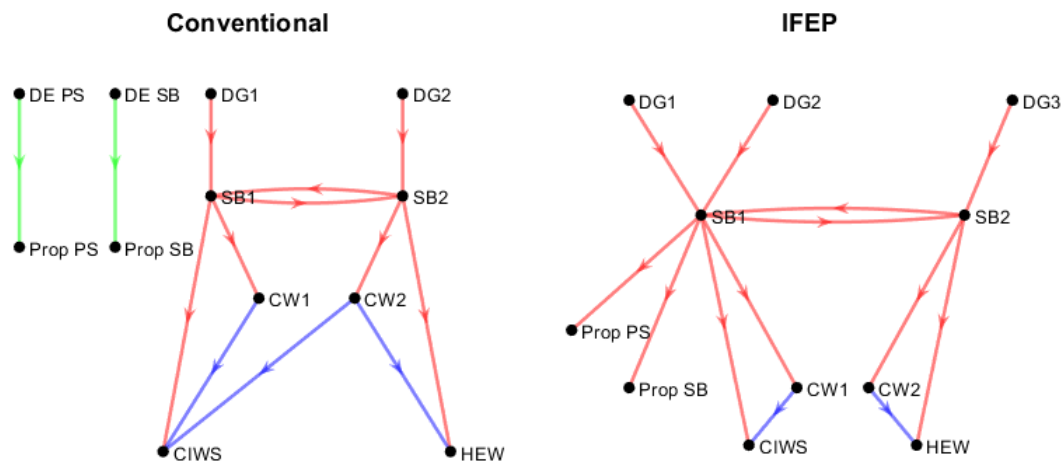 Conventional
IFEP
DE PS
DE SB
DG1
DG2
DG1
DG2
DG3
SB1
SB2
SB1
SB2
Prop PS
Prop SB
CW1
CW2
Prop PS
Prop SB
CW1
CW2
CIWS
HEW
CIWS
HEW